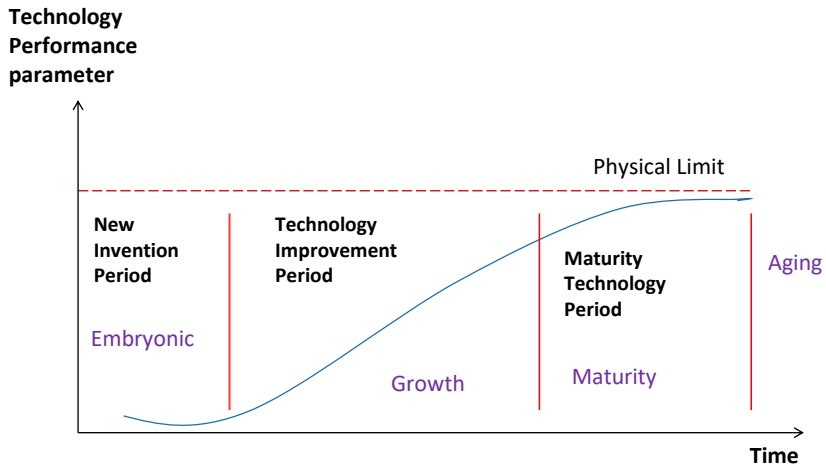 Technology
Performance
parameter
Physical Limit
New
Invention
Period
Technology
Improvement
Period
Maturity
Technology
Period
Aging
Embryonic
Growth
Maturity
Time